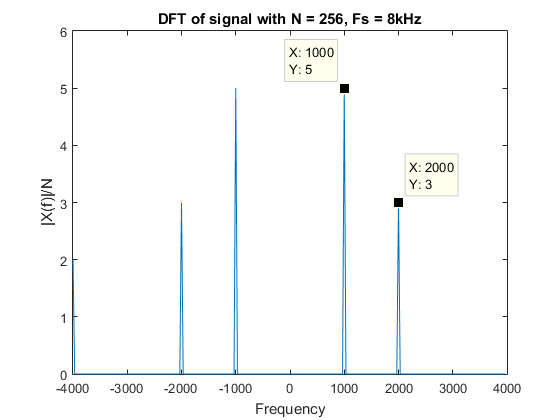 DFT of signal with N = 256, Fs = 8kHz
|X(f)|/N
6
5
4
3
2
1
0
X: 1000
Y: 5
X: 2000
Y: 3
-4000 -3000 -2000 -1000 0 1000 2000 3000 4000
Frequency